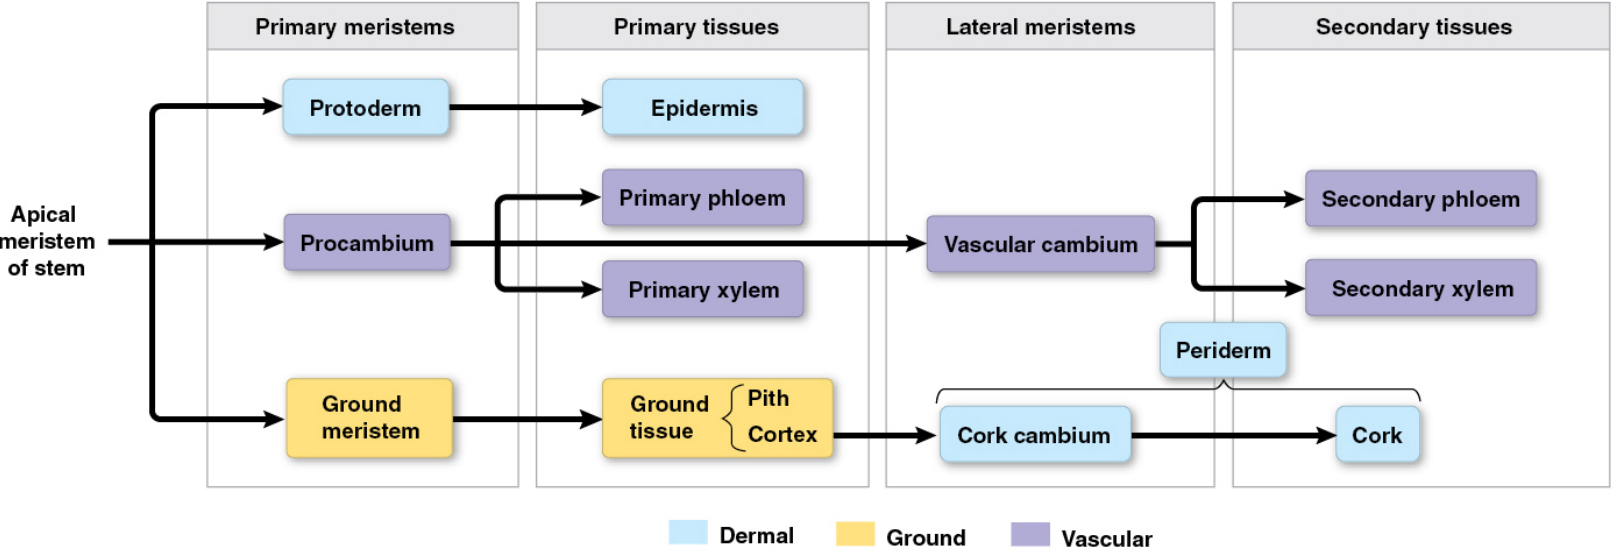 Primary meristems
Primary tissues
Lateral meristems
Secondary tissues
Protoderm
Epidermis
Primary phloem
Secondary phloem
Apical
meristem
of stem
Procambium
Vascular cambium
Primary xylem
Secondary xylem
Periderm
Ground
meristem
Ground
tissue
Pith
Cortex
Cork cambium
Cork
Dermal
Ground
Vascular